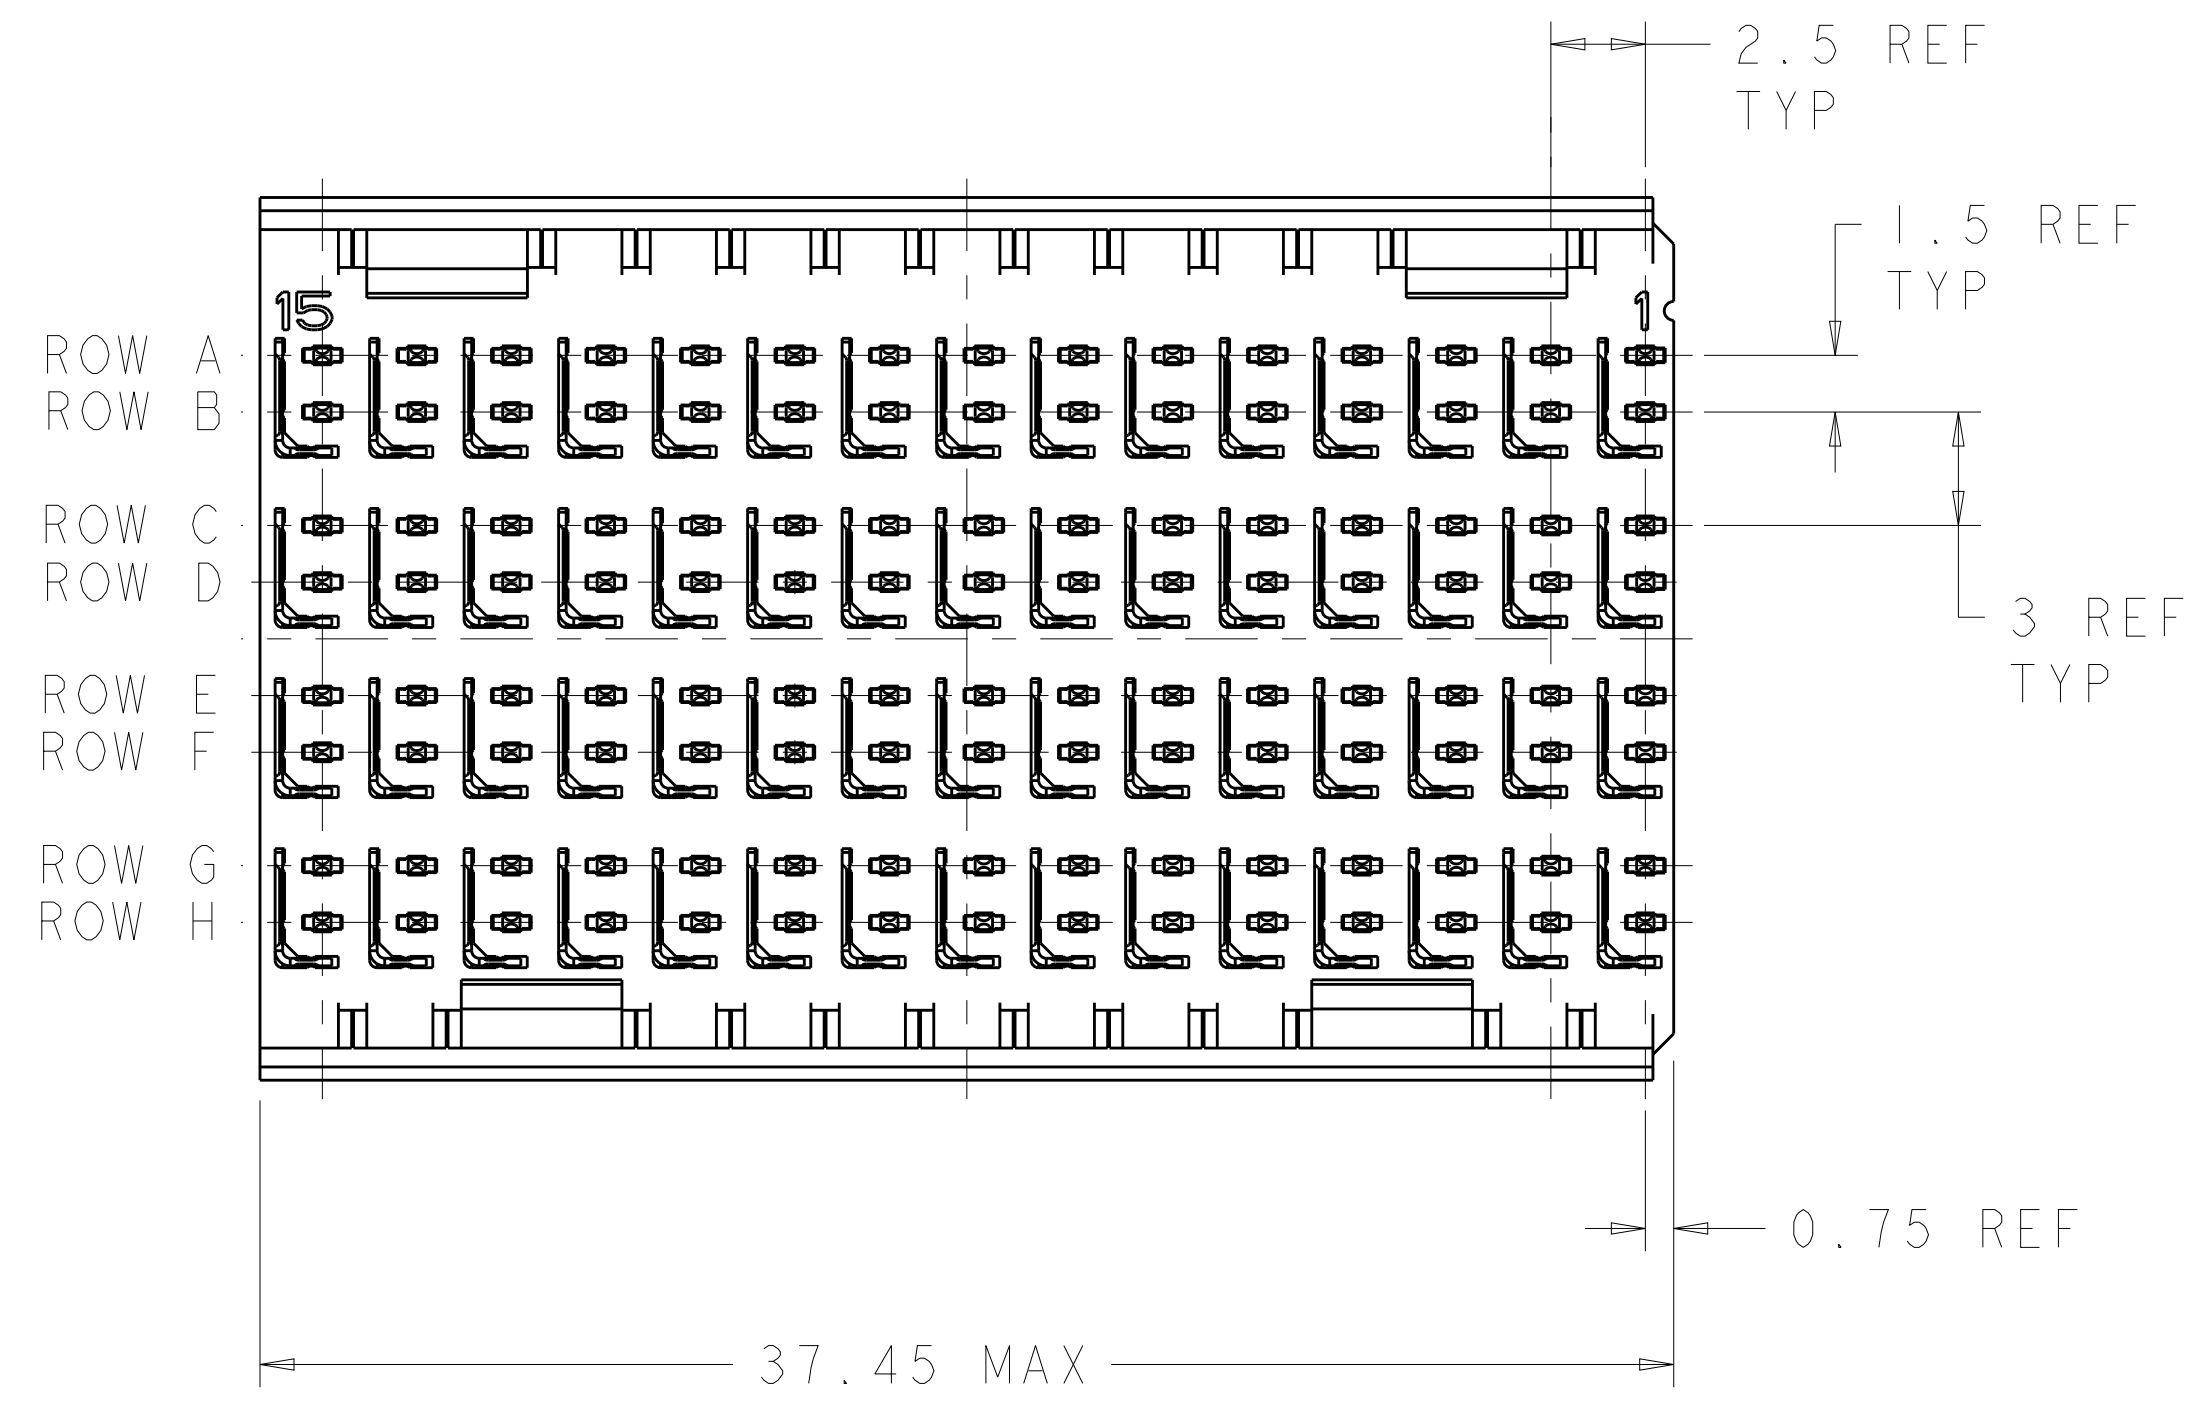 2.5 REF
TYP
1.5 REF
TYP
15
1
ROW A
ROW B
ROW C
ROW D
3 REF
TYP
ROW E
ROW F
ROW G
ROW H
0.75 REF
37.45 MAX